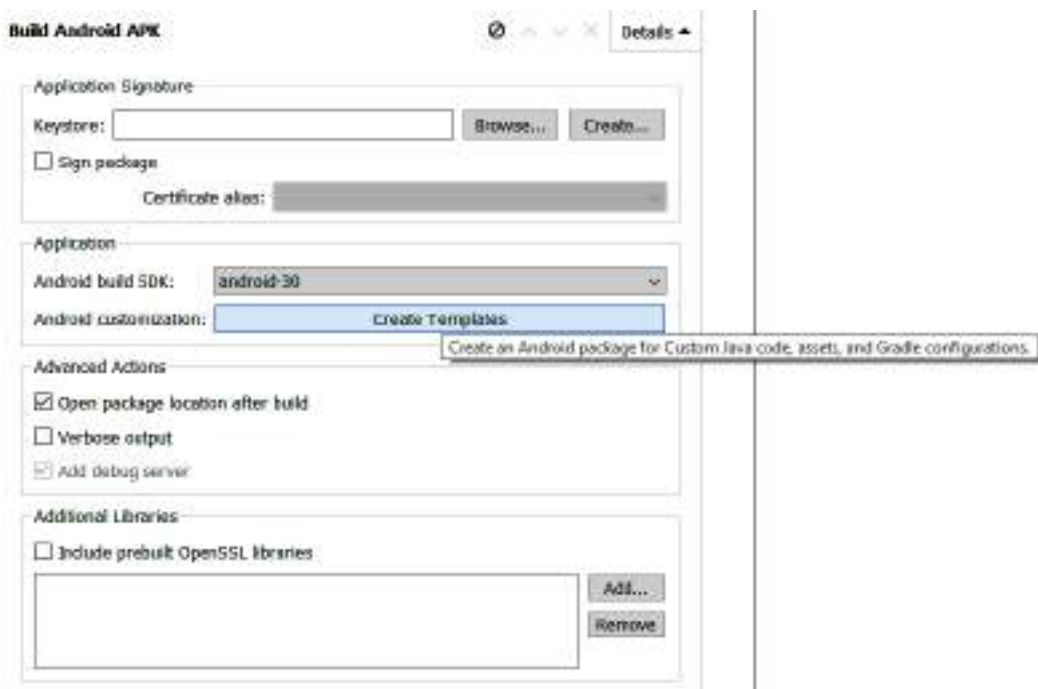 Build Android APK
Details
Application Signature
Keystore:
Browse...
Create...
Sign package
Certificate alias:
Application
Android build SDK:
android-30
Android customization:
Create Templates
Create an Android package for Custom Java code, assets, and Gradle configurations.
Advanced Actions
Open package location after build
Verbose output
Add debug server
Additional Libraries
Include prebuilt OpenSSL libraries
Add...
Remove